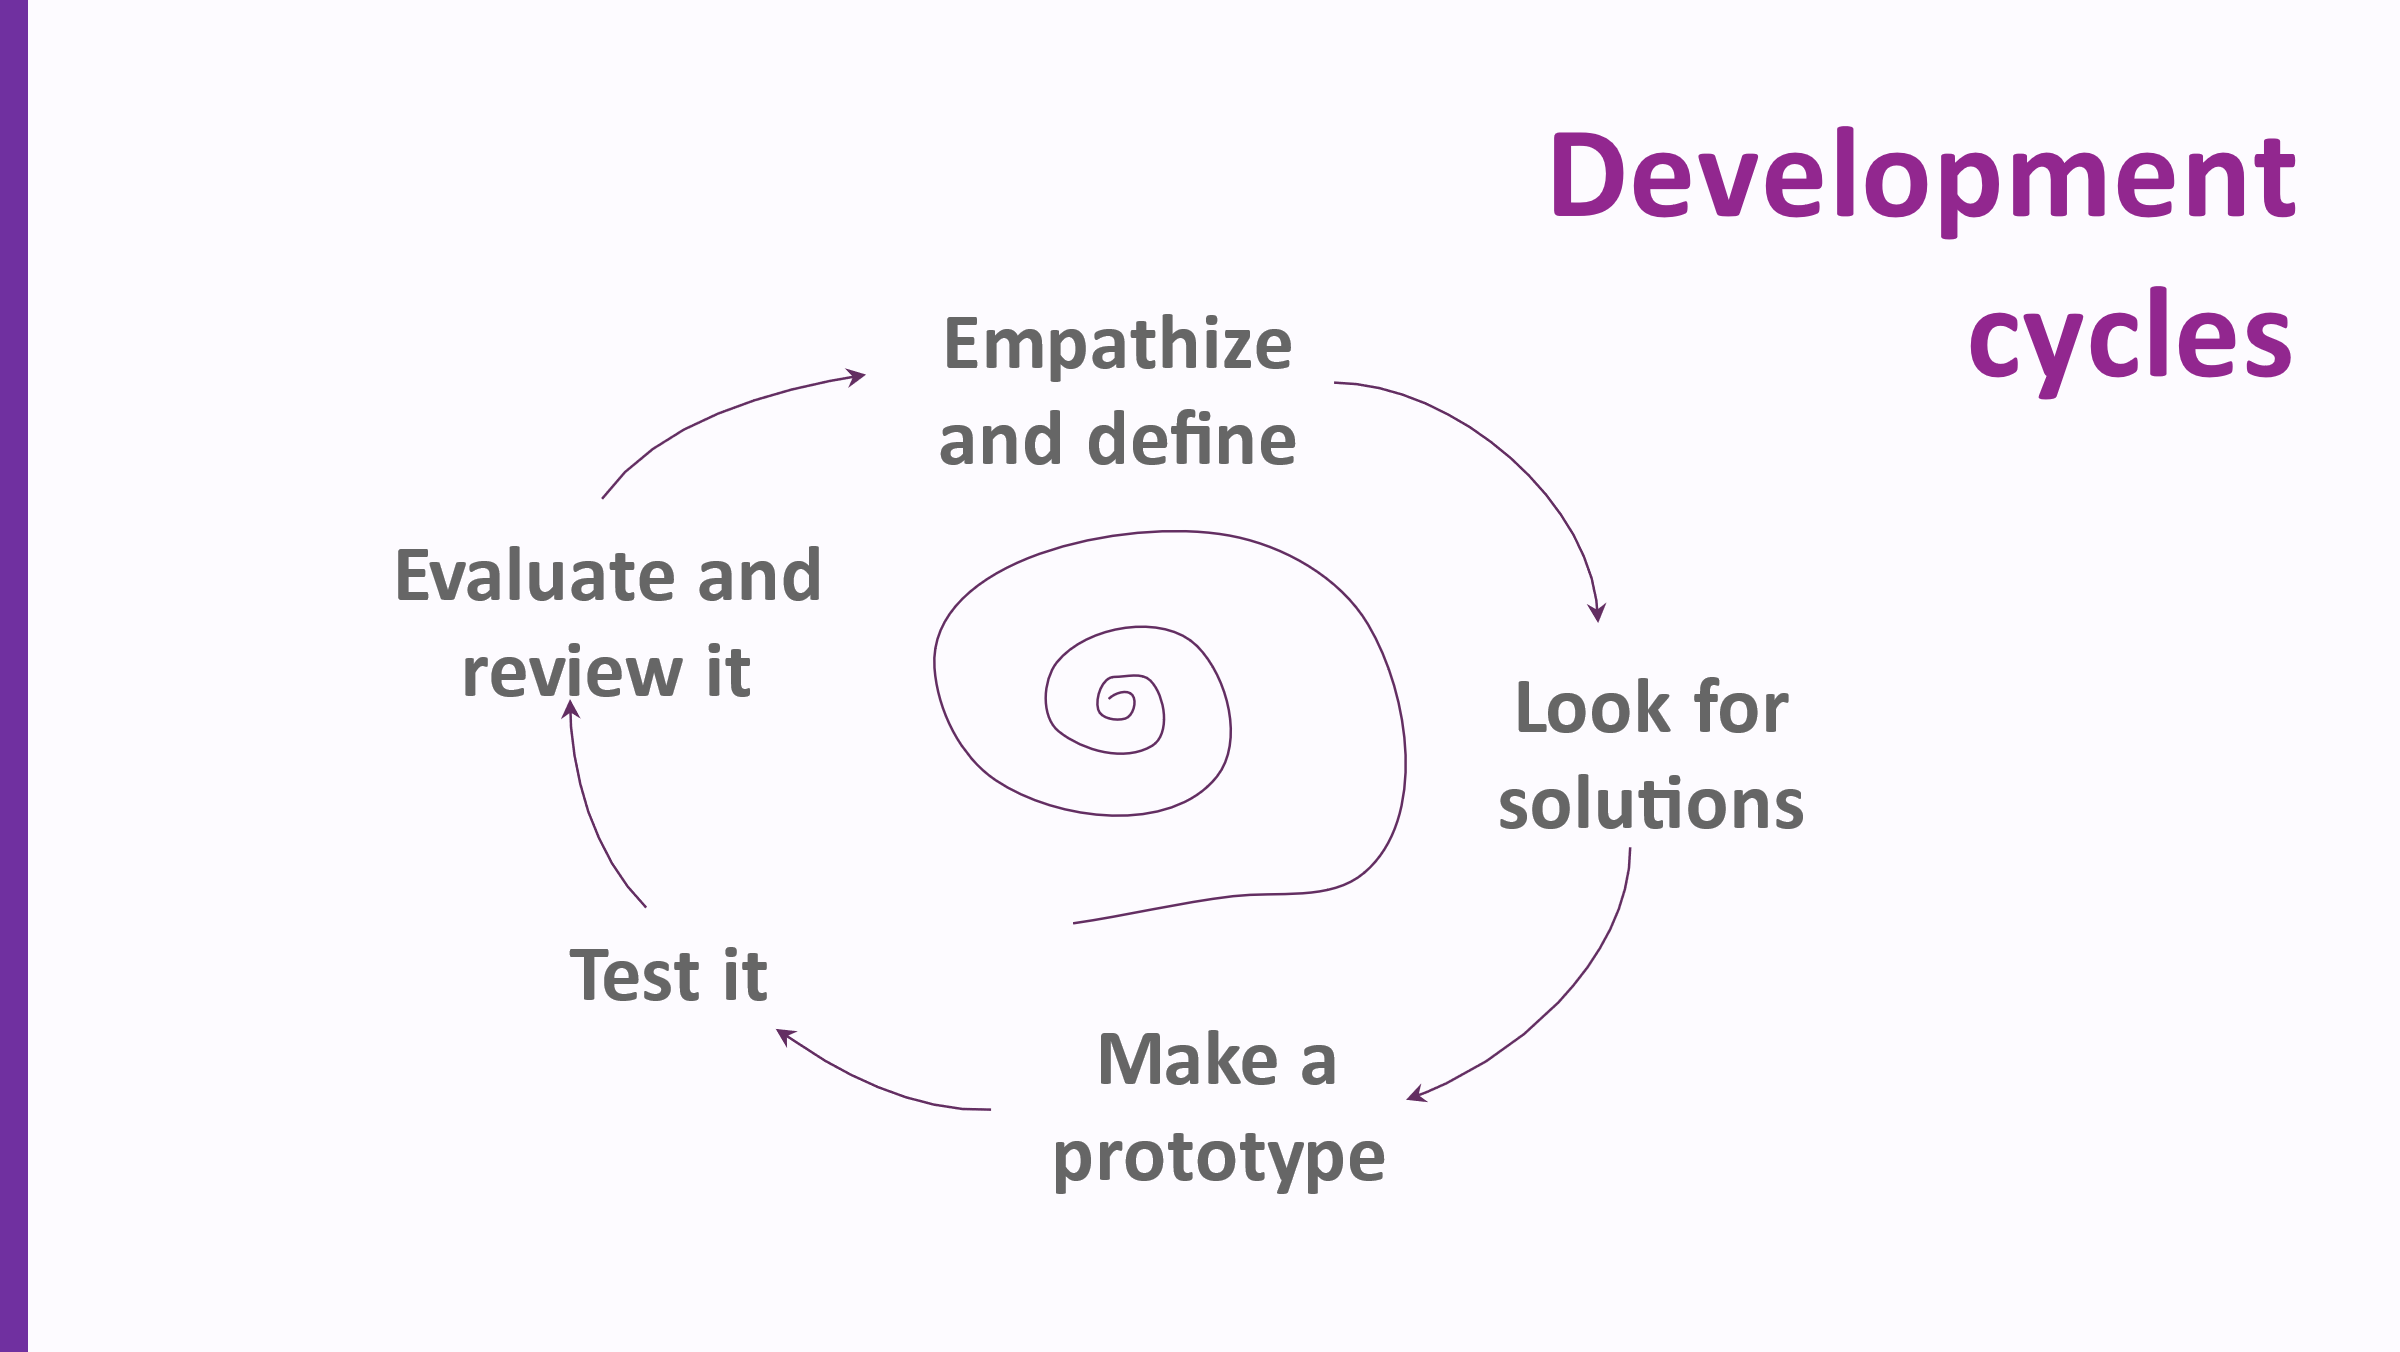 Development
cycles
Empathize
and define
Look for
solutions
Make a
prototype
Test it
Evaluate and
review it